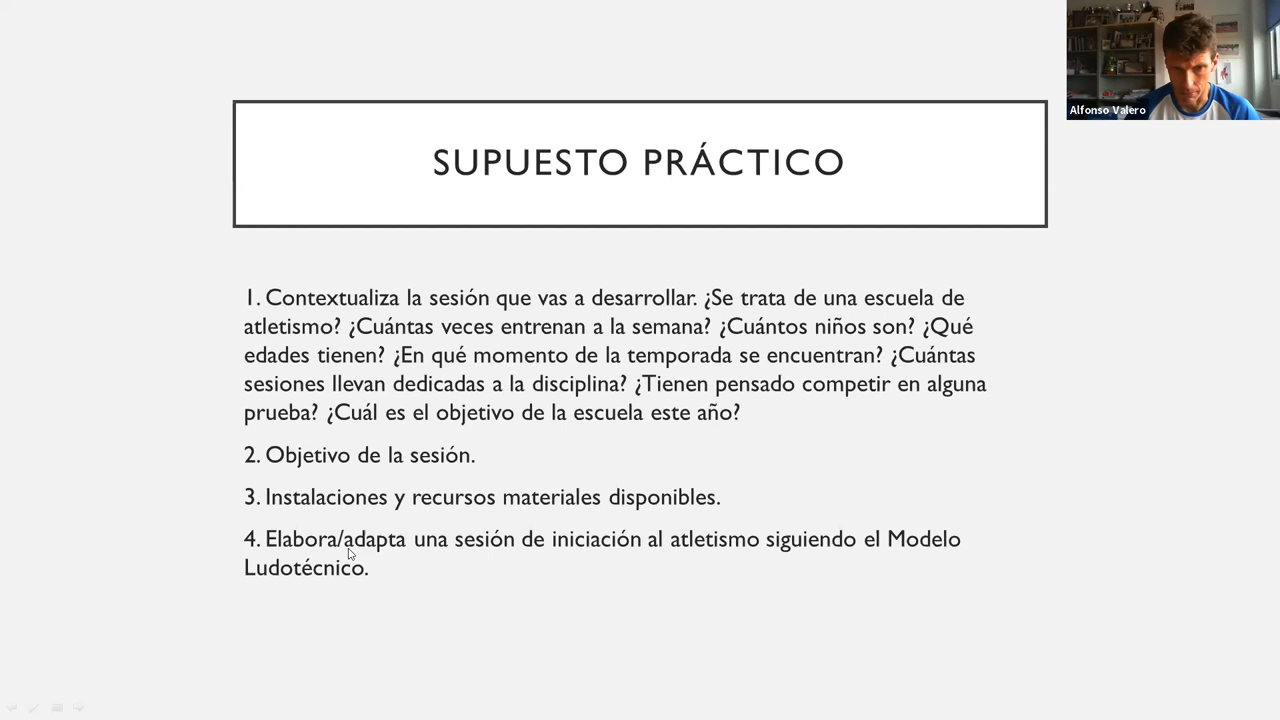 Alfonso Valero
SUPUESTO PRÁCTICO
1. Contextualiza la sesión que vas a desarrollar. ¿Se trata de una escuela de
atletismo? ¿Cuántas veces entrenan a la semana? ¿Cuántos niños son? ¿Qué
edades tienen? ¿En qué momento de la temporada se encuentran? ¿Cuántas
sesiones llevan dedicadas a la disciplina? ¿Tienen pensado competir en alguna
prueba? ¿Cuál es el objetivo de la escuela este año?
2. Objetivo de la sesión.
3. Instalaciones y recursos materiales disponibles.
4. Elabora/adapta una sesión de iniciación al atletismo siguiendo el Modelo
Ludotécnico.